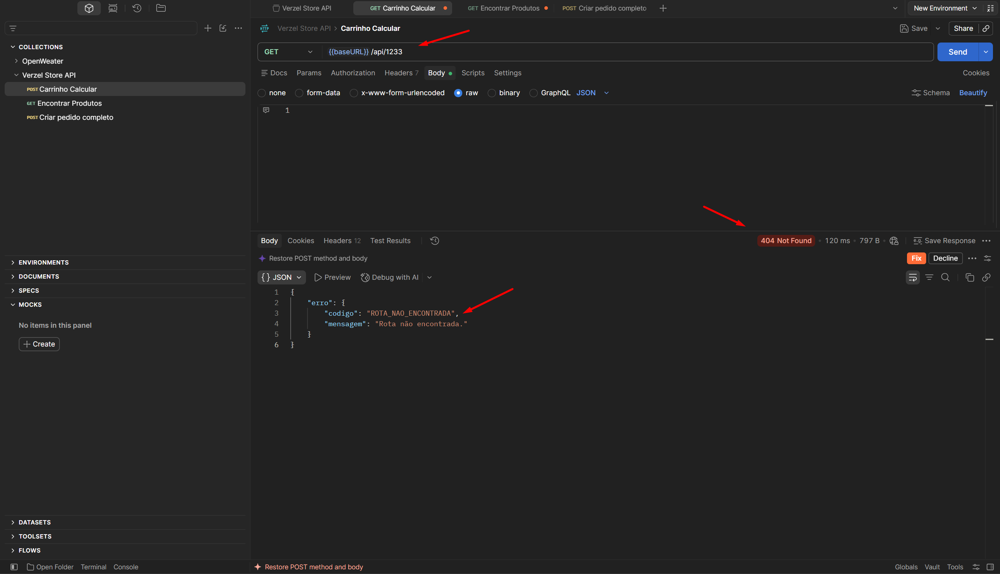 Verzel Store API
GET Carrinho Calcular
GET Encontrar Produtos
POST Criar pedido completo
New Environment
HTTP Verzel Store API > Carrinho Calcular
Save
Share
COLLECTIONS
OpenWeater
Verzel Store API
POST Carrinho Calcular
GET Encontrar Produtos
POST Criar pedido completo
ENVIRONMENTS
DOCUMENTS
SPECS
MOCKS
No items in this panel
Create
DATASETS
TOOLSETS
FLOWS
GET {{baseURL}} /api/1233
Send
Docs Params Authorization Headers 7 Body Scripts Settings
Cookies
none form-data x-www-form-urlencoded raw binary GraphQL JSON
Schema Beautify
1
Body Cookies Headers 12 Test Results
404 Not Found • 120 ms • 797 B
e.g. Save Response
Restore POST method and body
Fix Decline
{} JSON Preview Debug with AI
1 {
2 "erro": {
3 "codigo": "ROTA_NAO_ENCONTRADA",
4 "mensagem": "Rota não encontrada."
5 }
6 }
Open Folder Terminal Console
Restore POST method and body
Globals Vault Tools